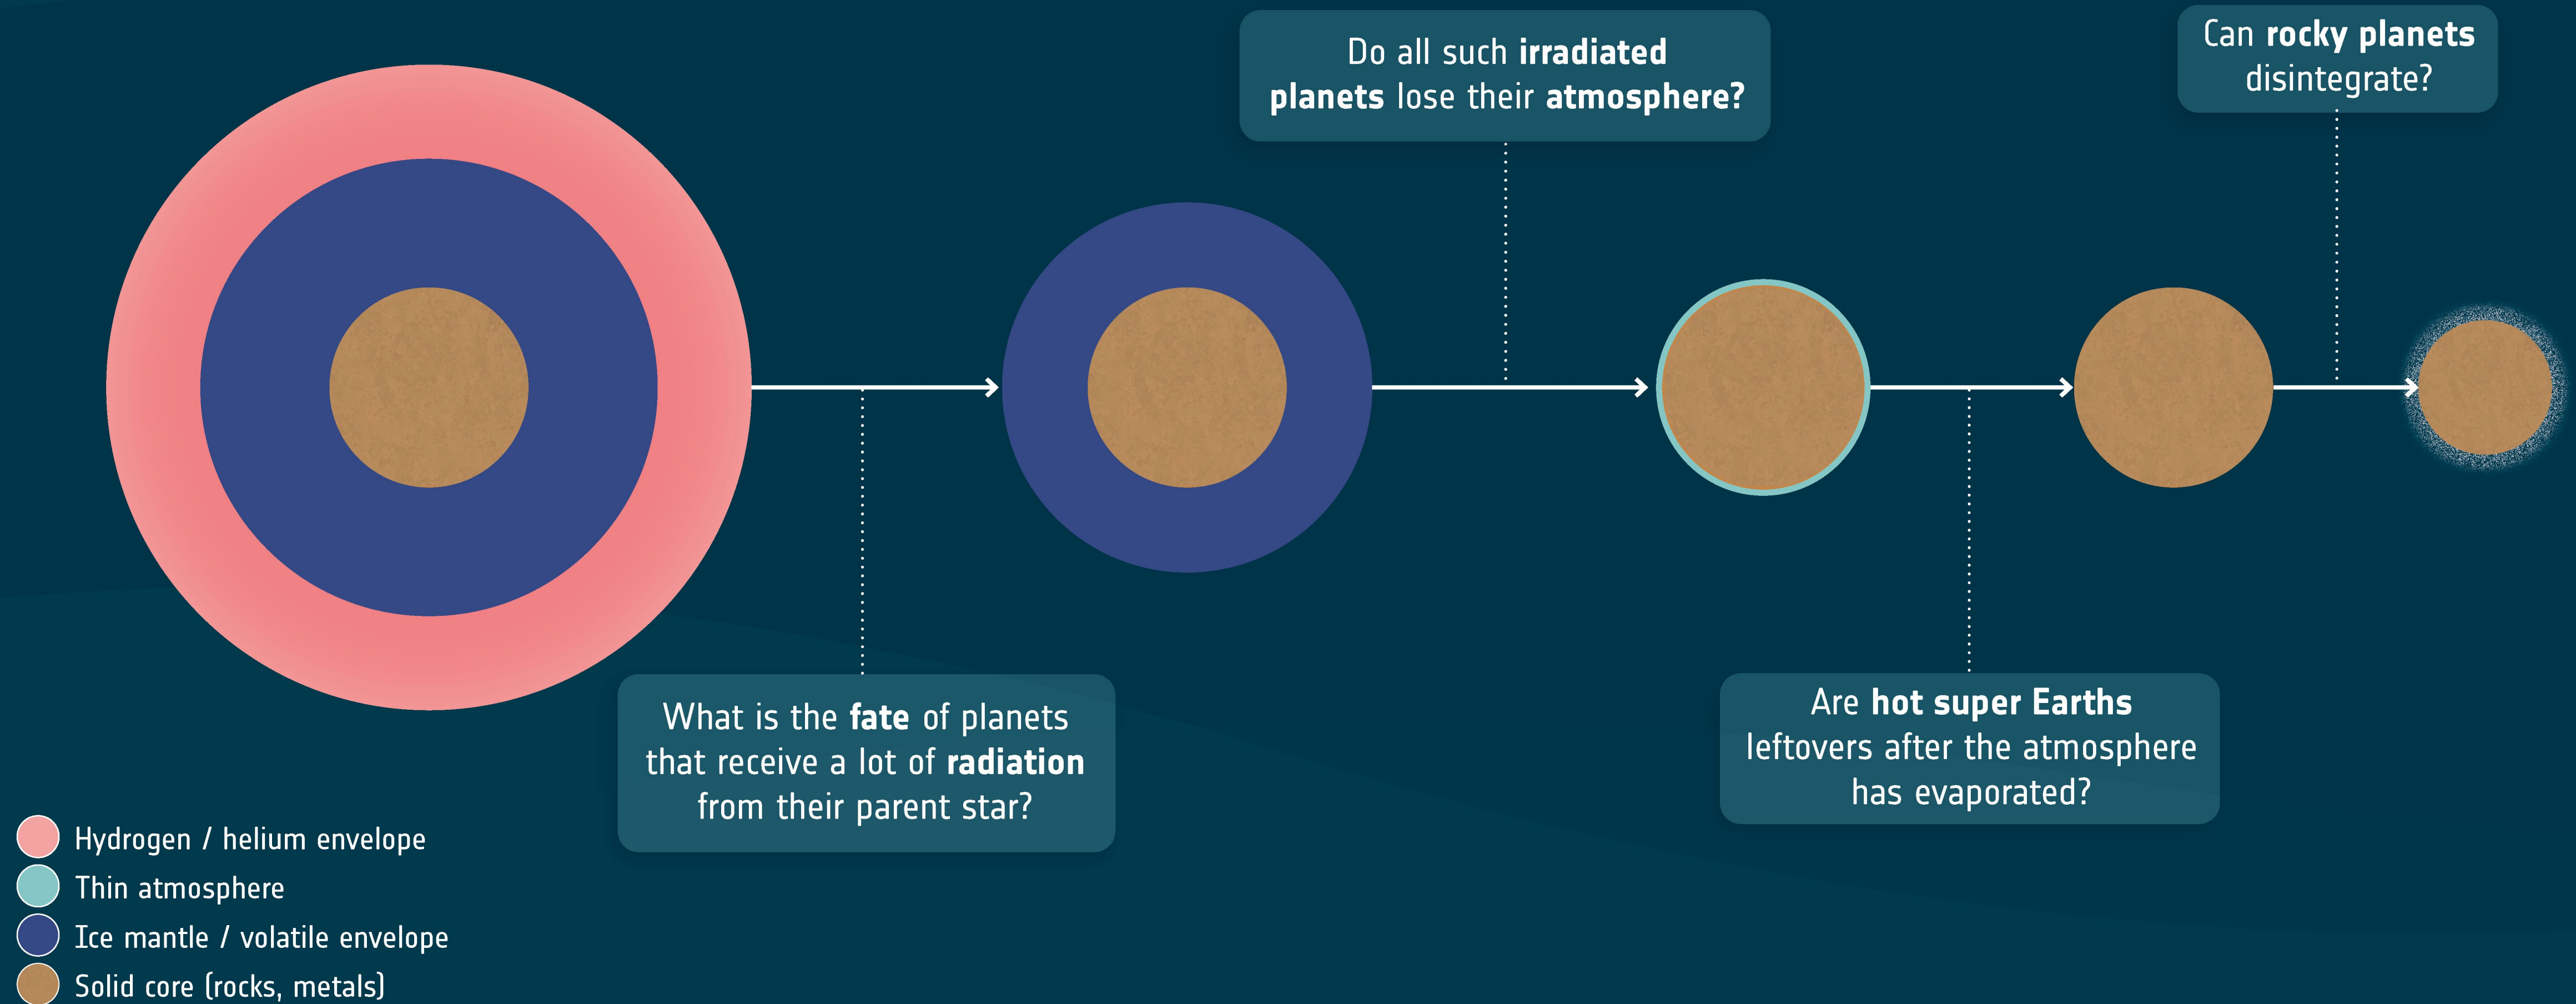 Do all such irradiated
planets lose their atmosphere?
Can rocky planets
disintegrate?
What is the fate of planets
that receive a lot of radiation
from their parent star?
Are hot super Earths
leftovers after the atmosphere
has evaporated?
Hydrogen / helium envelope
Thin atmosphere
Ice mantle / volatile envelope
Solid core (rocks, metals)